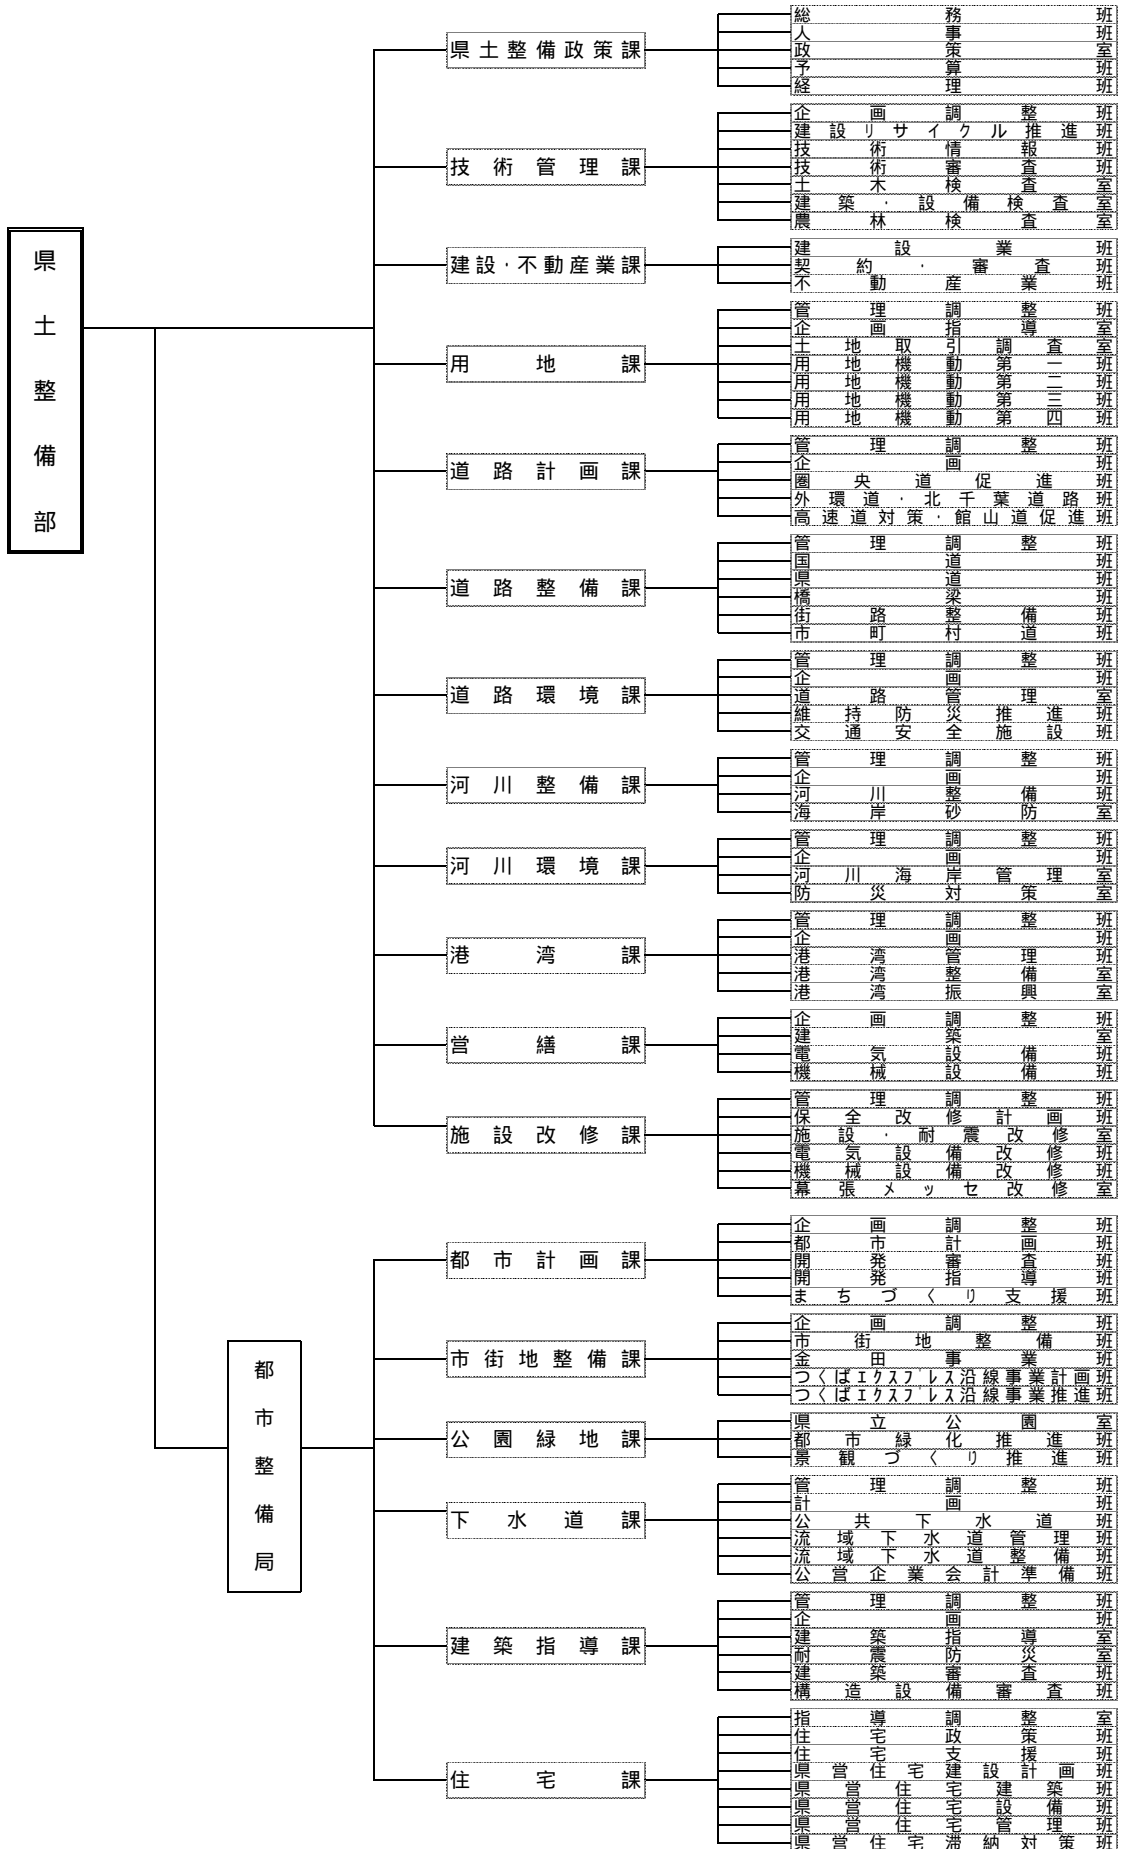 県土整備部
県土整備政策課
総務班
人事班
政策室
予算班
経理班
技術管理課
企画調整班
建設リサイクル推進班
技術情報班
技術審査班
土木検査室
建築・設備検査室
農林検査室
建設・不動産業課
建設業班
契約・審査班
不動産業班
用地課
管理調整班
企画指導室
土地取引調査室
用地機動第一班
用地機動第二班
用地機動第三班
用地機動第四班
道路計画課
管理調整班
企画班
圏央道促進班
外環道・北千葉道路班
高速道対策・館山道促進班
道路整備課
管理調整班
国道班
県道班
橋梁班
街路整備班
市町村道班
道路環境課
管理調整班
企画班
道路管理室
維持防災推進班
交通安全施設班
河川整備課
管理調整班
企画班
河川整備班
海岸砂防室
河川環境課
管理調整班
企画班
河川海岸管理室
防災対策室
港湾課
管理調整班
企画班
港湾管理班
港湾整備室
港湾振興室
営繕課
企画調整班
建築室
電気設備班
機械設備班
施設改修課
管理調整班
保全改修計画班
施設・耐震改修室
電気設備改修班
機械設備改修班
幕張メッセ改修室
都市整備局
都市計画課
企画調整班
都市計画班
開発審査班
開発指導班
まちづくり支援班
市街地整備課
企画調整班
市街地整備班
金田事業班
つくばエクスプレス沿線事業計画班
つくばエクスプレス沿線事業推進班
公園緑地課
県立公園室
都市緑化推進班
景観づくり推進班
下水道課
管理調整班
計画班
公共下水道班
流域下水道管理班
流域下水道整備班
公営企業会計準備班
建築指導課
管理調整班
企画班
建築指導室
耐震防災室
建築審査班
構造設備審査班
住宅課
指導調整室
住宅政策班
住宅支援班
県営住宅建設計画班
県営住宅建築班
県営住宅設備班
県営住宅管理班
県営住宅滞納対策班